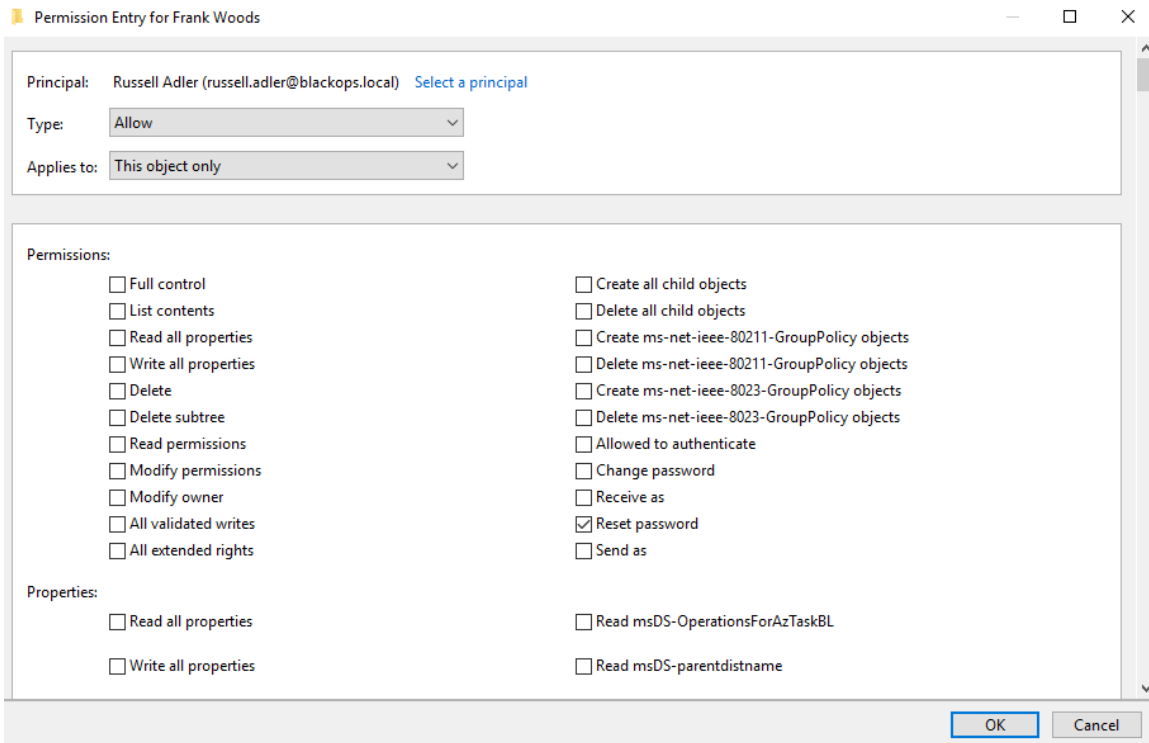 Permission Entry for Frank Woods
Principal: Russell Adler (russell.adler@blackops.local) Select a principal
Type: Allow
Applies to: This object only
Permissions:
Full control Create all child objects
List contents Delete all child objects
Read all properties Create ms-net-ieee-80211-GroupPolicy objects
Write all properties Delete ms-net-ieee-80211-GroupPolicy objects
Delete Create ms-net-ieee-8023-GroupPolicy objects
Delete subtree Delete ms-net-ieee-8023-GroupPolicy objects
Read permissions Allowed to authenticate
Modify permissions Change password
Modify owner Receive as
All validated writes Reset password
All extended rights Send as
Properties:
Read all properties Read msDS-OperationsForAzTaskBL
Write all properties Read msDS-parentdistname
OK Cancel